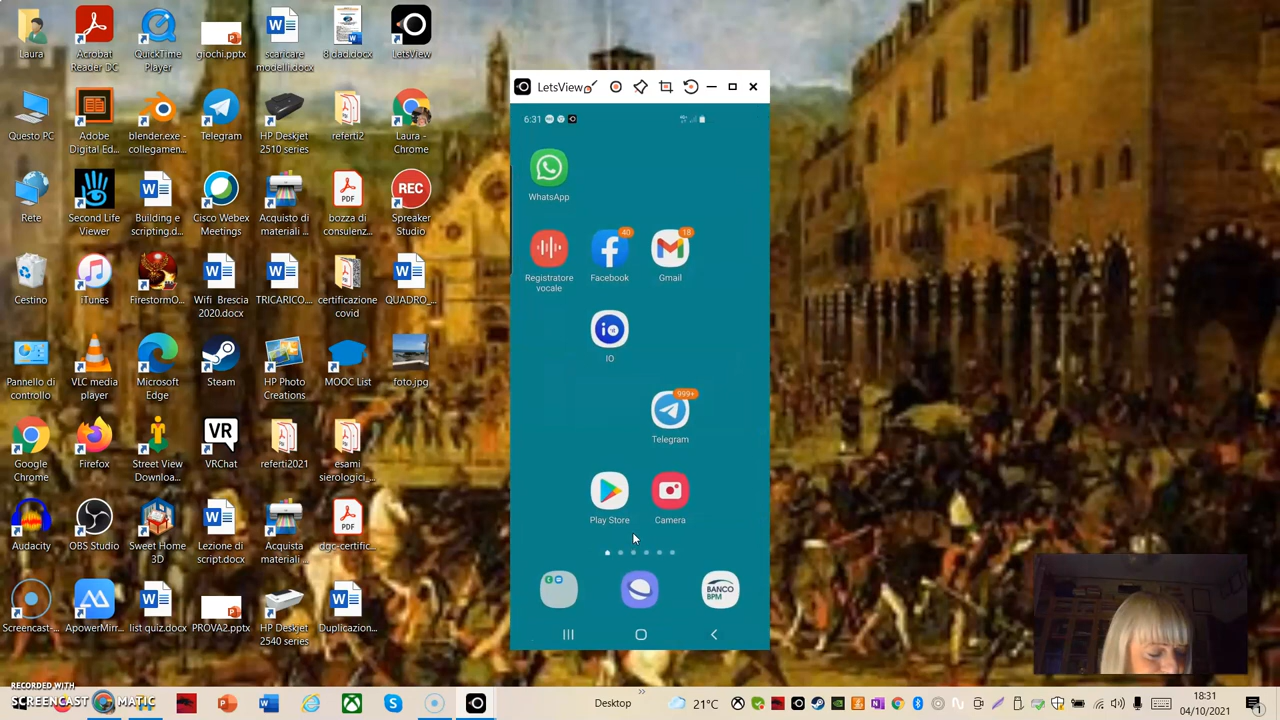 Laura
Acrobat Reader DC
QuickTime Player
giochi.pptx
scaricare modelli.docx
8 dad.docx
LetsView
Questo PC
Adobe Digital Ed...
blender.exe - collegamen...
Telegram
HP Deskjet 2510 series
referti2
Laura - Chrome
Rete
Second Life Viewer
Building e scripting.d...
Cisco Webex Meetings
Acquisto di materiali ...
PDF
bozza di consulenz...
REC
Spreaker Studio
Cestino
iTunes
FirestormO...
Wifi Brescia 2020.docx
TRICARICO....
certificazione covid
QUADRO_...
Pannello di controllo
VLC media player
Microsoft Edge
Steam
HP Photo Creations
MOOC List
foto.jpg
Google Chrome
Firefox
Street View Downloa...
VR
VRChat
referti2021
esami sierologici_...
Audacity
OBS Studio
Sweet Home 3D
Lezione di script.docx
Acquista materiali ...
PDF
dgc-certific...
Screencast-...
ApowerMirr...
list quiz.docx
PROVA2.pptx
HP Deskjet 2540 series
Duplicazion...
LetsView
6:31
WhatsApp
Registratore vocale
40
Facebook
18
Gmail
IO
999+
Telegram
Play Store
Camera
BANCO BPM
RECORDED WITH
SCREENCAST MATIC
Desktop
21°C
18:31
04/10/2021